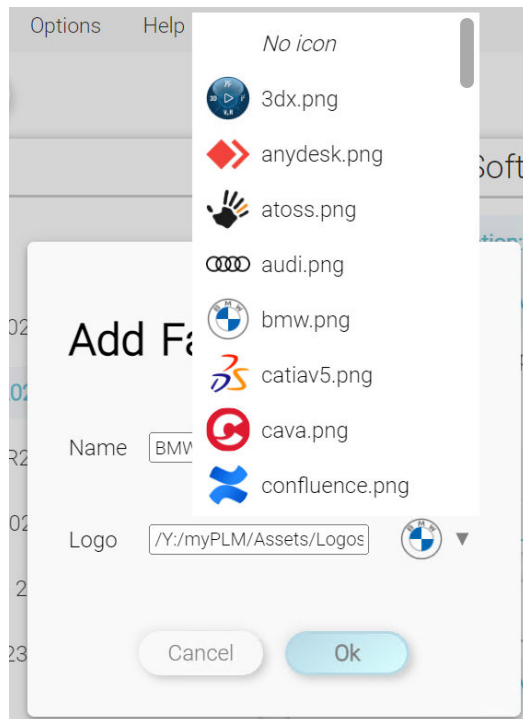 Options Help
No icon
3dx.png
anydesk.png
Soft
atoss.png
audi.png
bmw.png
Add Fa
catiav5.png
cava.png
Name BMW
confluence.png
Logo /Y:/myPLM/Assets/Logos
Cancel Ok